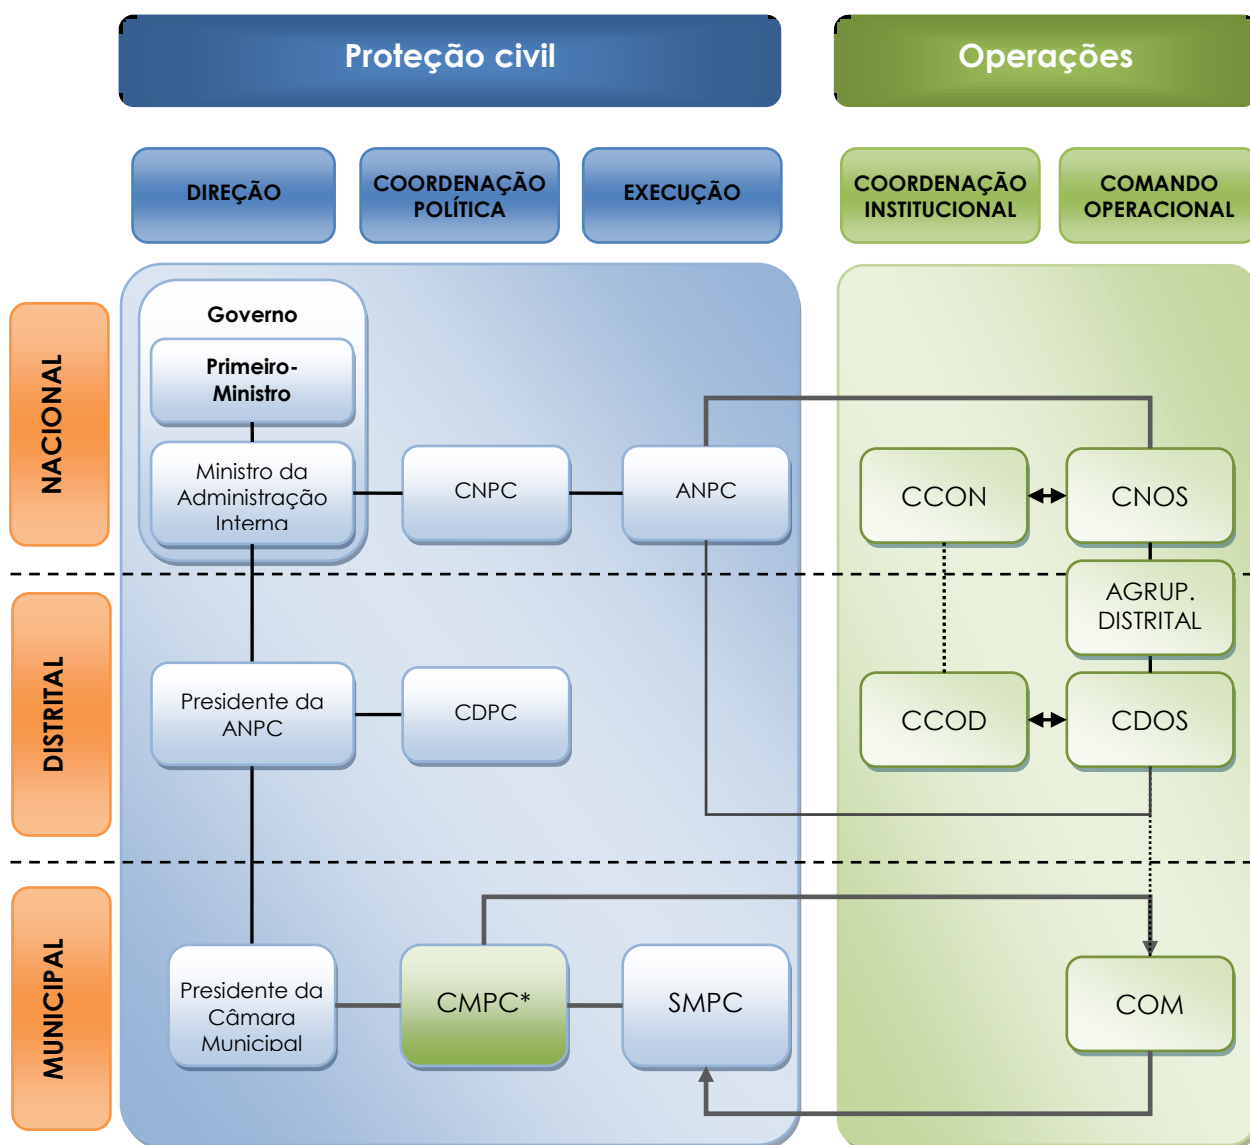 Proteção civil
Operações
DIREÇÃO
COORDENAÇÃO
POLÍTICA
EXECUÇÃO
COORDENAÇÃO
INSTITUCIONAL
COMANDO
OPERACIONAL
NACIONAL
Governo
Primeiro-
Ministro
Ministro da
Administração
Interna
CNPC
ANPC
CCON
CNOS
DISTRITAL
AGRUP.
DISTRITAL
Presidente da
ANPC
CDPC
CCOD
CDOS
MUNICIPAL
Presidente da
Câmara
Municipal
CMPC*
SMPC
COM